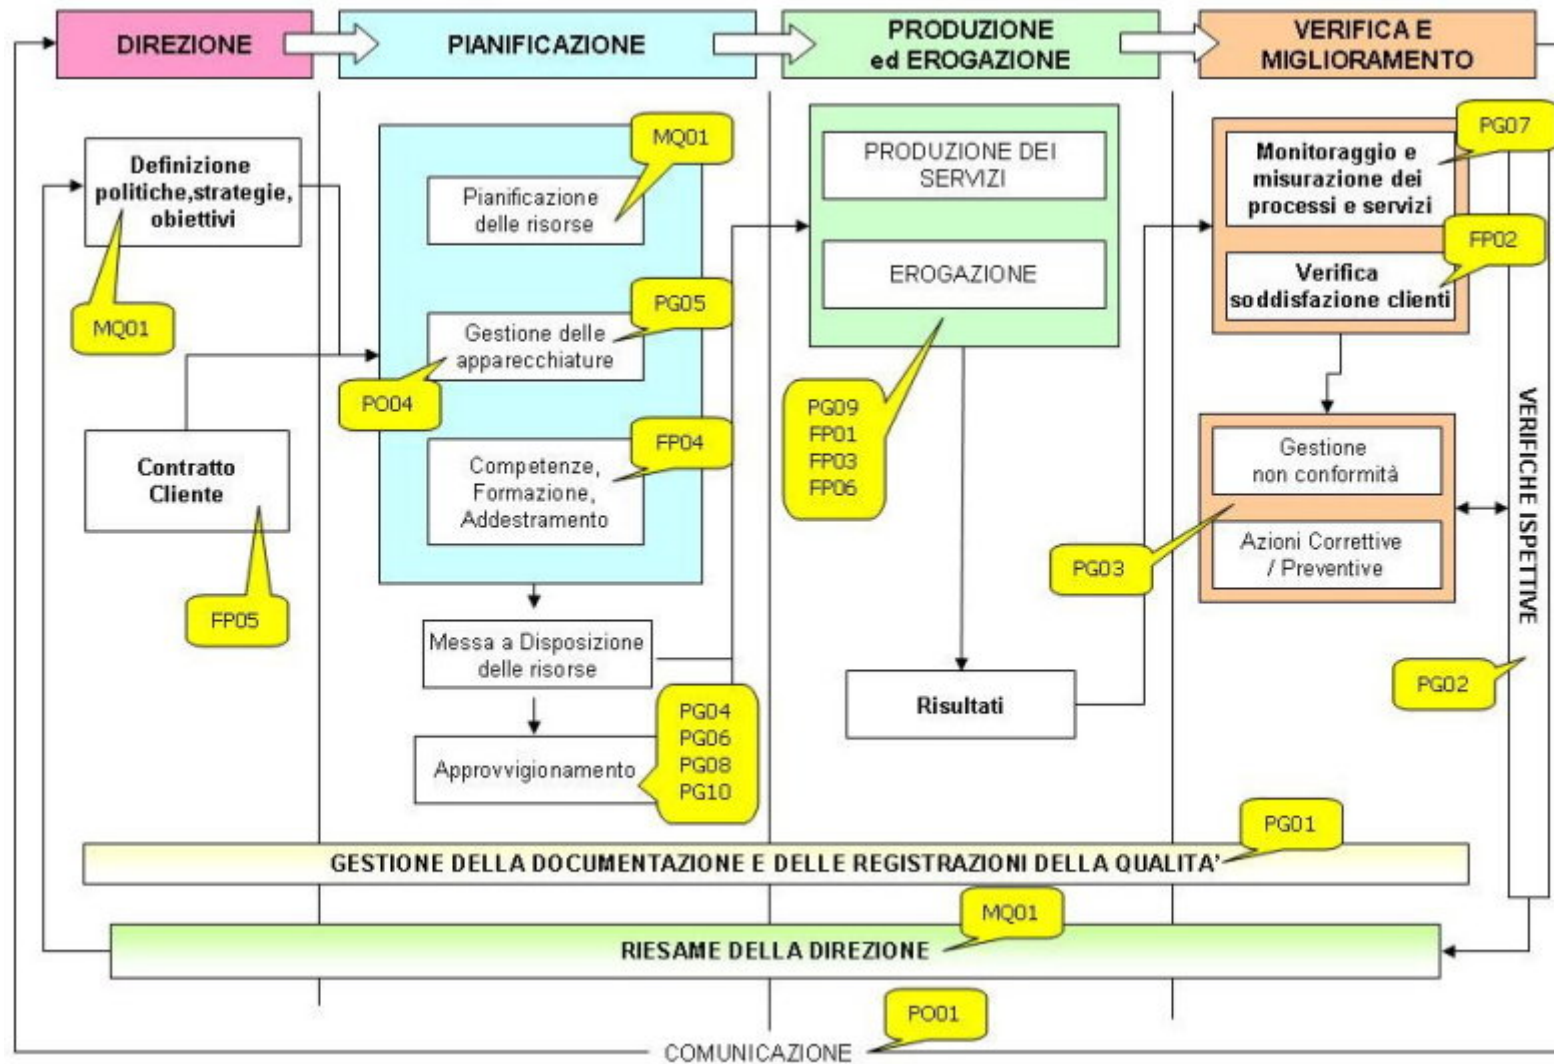 DIREZIONE
PIANIFICAZIONE
PRODUZIONE
ed EROGAZIONE
VERIFICA E
MIGLIORAMENTO
Definizione
politiche,strategie,
obiettivi
MQ01
Contratto
Cliente
FP05
MQ01
Pianificazione
delle risorse
PG05
Gestione delle
apparecchiature
PO04
FP04
Competenze,
Formazione,
Addestramento
Messa a Disposizione
delle risorse
Approvvigionamento
PG04
PG06
PG08
PG10
PRODUZIONE DEI
SERVIZI
EROGAZIONE
PG09
FP01
FP03
FP06
Risultati
PG07
Monitoraggio e
misurazione dei
processi e servizi
FP02
Verifica
soddisfazione clienti
Gestione
non conformità
Azioni Correttive
/ Preventive
PG03
VERIFICHE ISPETTIVE
PG02
PG01
GESTIONE DELLA DOCUMENTAZIONE E DELLE REGISTRAZIONI DELLA QUALITA'
MQ01
RIESAME DELLA DIREZIONE
PO01
COMUNICAZIONE